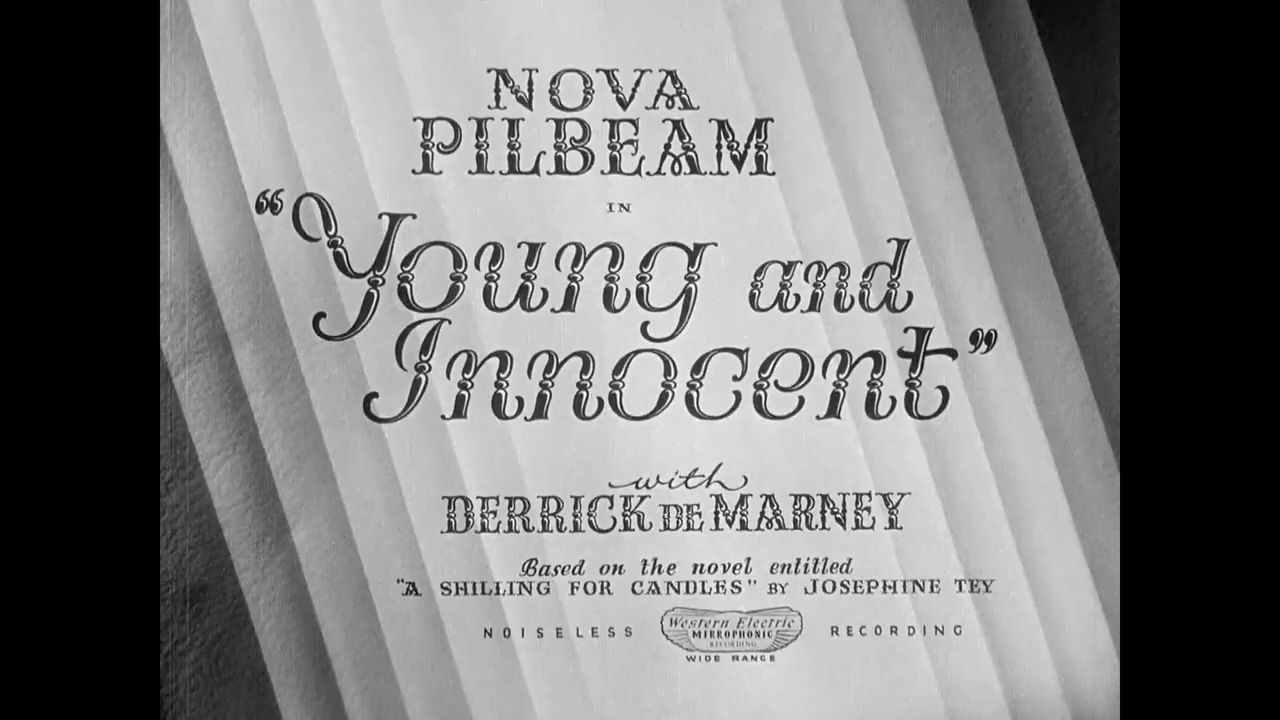 NOVA
PILBEAM
IN
“Young and
Innocent”
with
DERRICK DE MARNEY
Based on the novel entitled
“A SHILLING FOR CANDLES” BY JOSEPHINE TEY
NOISELESS
Western Electric
MIRROPHONIC
RECORDING
WIDE RANGE
RECORDING